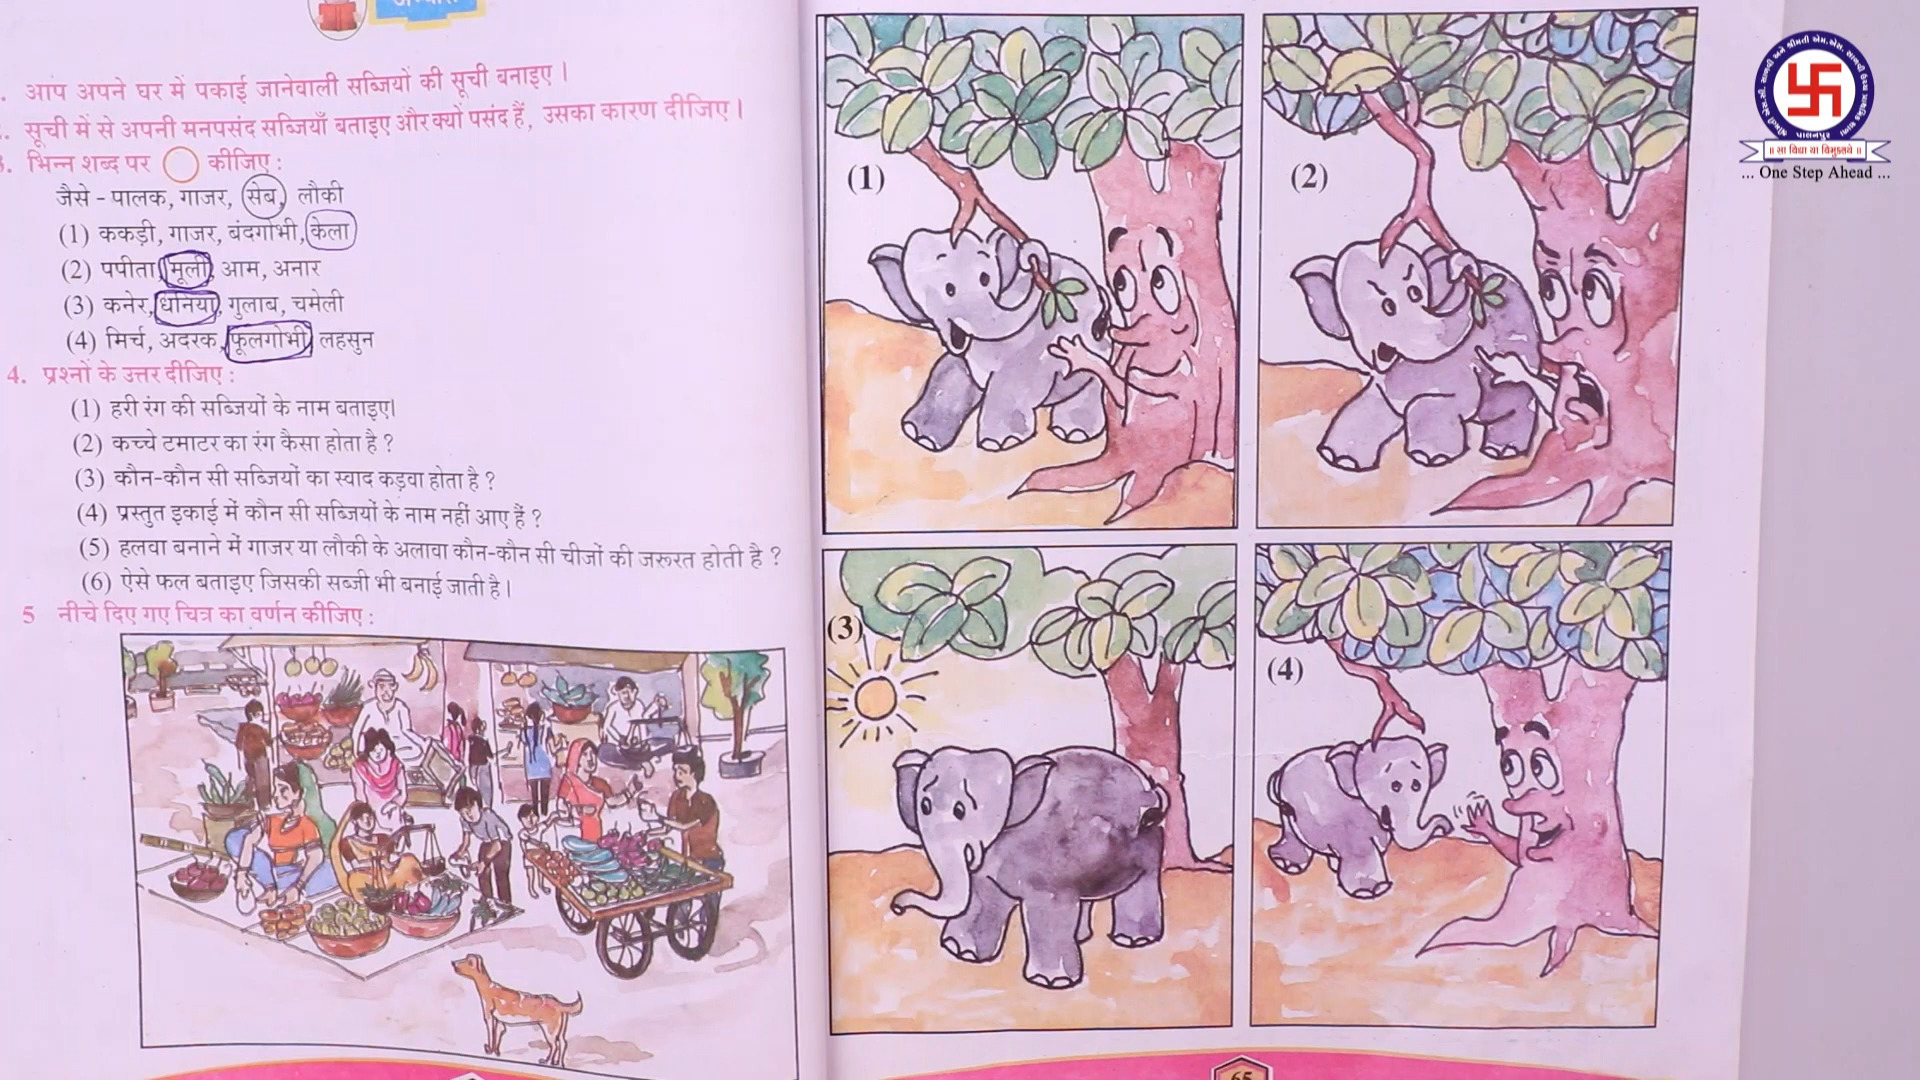 आप अपने घर में पकाई जानेवाली सब्जियों की सूची बनाइए ।
सूची में से अपनी मनपसंद सब्जियाँ बताइए और क्यों पसंद हैं, उसका कारण दीजिए ।
3. भिन्न शब्द पर ◯ कीजिए :
जैसे - पालक, गाजर, सेब, लौकी
(1) ककड़ी, गाजर, बंदगोभी, केला
(2) पपीता, मूली, आम, अनार
(3) कनेर, धनिया, गुलाब, चमेली
(4) मिर्च, अदरक, फूलगोभी, लहसुन
4. प्रश्नों के उत्तर दीजिए :
(1) हरी रंग की सब्जियों के नाम बताइए।
(2) कच्चे टमाटर का रंग कैसा होता है ?
(3) कौन-कौन सी सब्जियों का स्वाद कड़वा होता है ?
(4) प्रस्तुत इकाई में कौन सी सब्जियों के नाम नहीं आए हैं ?
(5) हलवा बनाने में गाजर या लौकी के अलावा कौन-कौन सी चीजों की जरूरत होती है ?
(6) ऐसे फल बताइए जिसकी सब्जी भी बनाई जाती है।
5 नीचे दिए गए चित्र का वर्णन कीजिए :
(1)
(2)
(3)
(4)
65
પાલનપુર
॥ सा विद्या या विमुक्तये ॥
... One Step Ahead ...